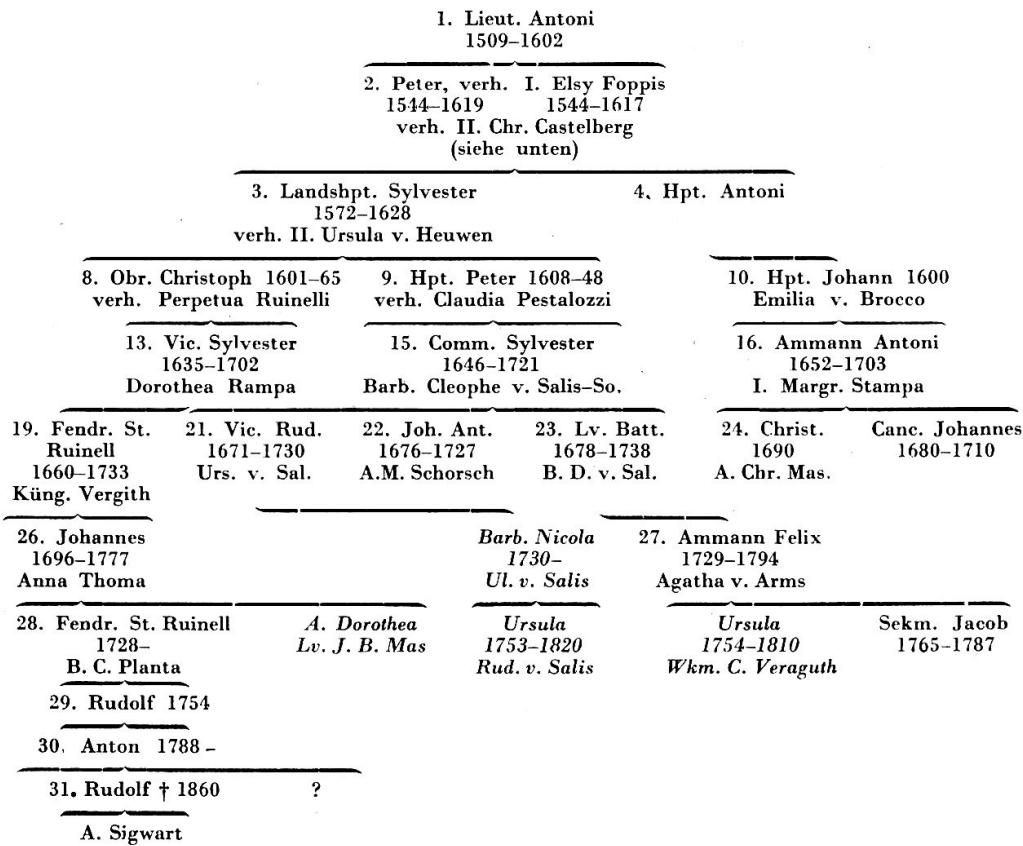 1. Lieut. Antoni
1509–1602
2. Peter, verh. I. Elsy Foppis
1544–1619 1544–1617
verh. II. Chr. Castelberg
(siehe unten)
3. Landshpt. Sylvester 4. Hpt. Antoni
1572–1628
verh. II. Ursula v. Heuwen
8. Obr. Christoph 1601–65 9. Hpt. Peter 1608–48 10. Hpt. Johann 1600
verh. Perpetua Ruinelli verh. Claudia Pestalozzi Emilia v. Brocco
13. Vic. Sylvester 15. Comm. Sylvester 16. Ammann Antoni
1635–1702 1646–1721 1652–1703
Dorothea Rampa Barb. Cleophe v. Salis–So. I. Margr. Stampa
19. Fendr. St. 21. Vic. Rud. 22. Joh. Ant. 23. Lv. Batt. 24. Christ. Canc. Johannes
Ruinell 1671–1730 1676–1727 1678–1738 1690 1680–1710
1660–1733 Urs. v. Sal. A.M. Schorsch B. D. v. Sal. A. Chr. Mas.
Küng. Vergith
26. Johannes Barb. Nicola 27. Ammann Felix
1696–1777 1730– 1729–1794
Anna Thoma Ul. v. Salis Agatha v. Arms
28. Fendr. St. Ruinell A. Dorothea Ursula Ursula Sekm. Jacob
1728– Lv. J. B. Mas 1753–1820 1754–1810 1765–1787
B. C. Planta Rud. v. Salis Wkm. C. Veraguth
29. Rudolf 1754
30. Anton 1788 –
31. Rudolf † 1860 ?
A. Sigwart